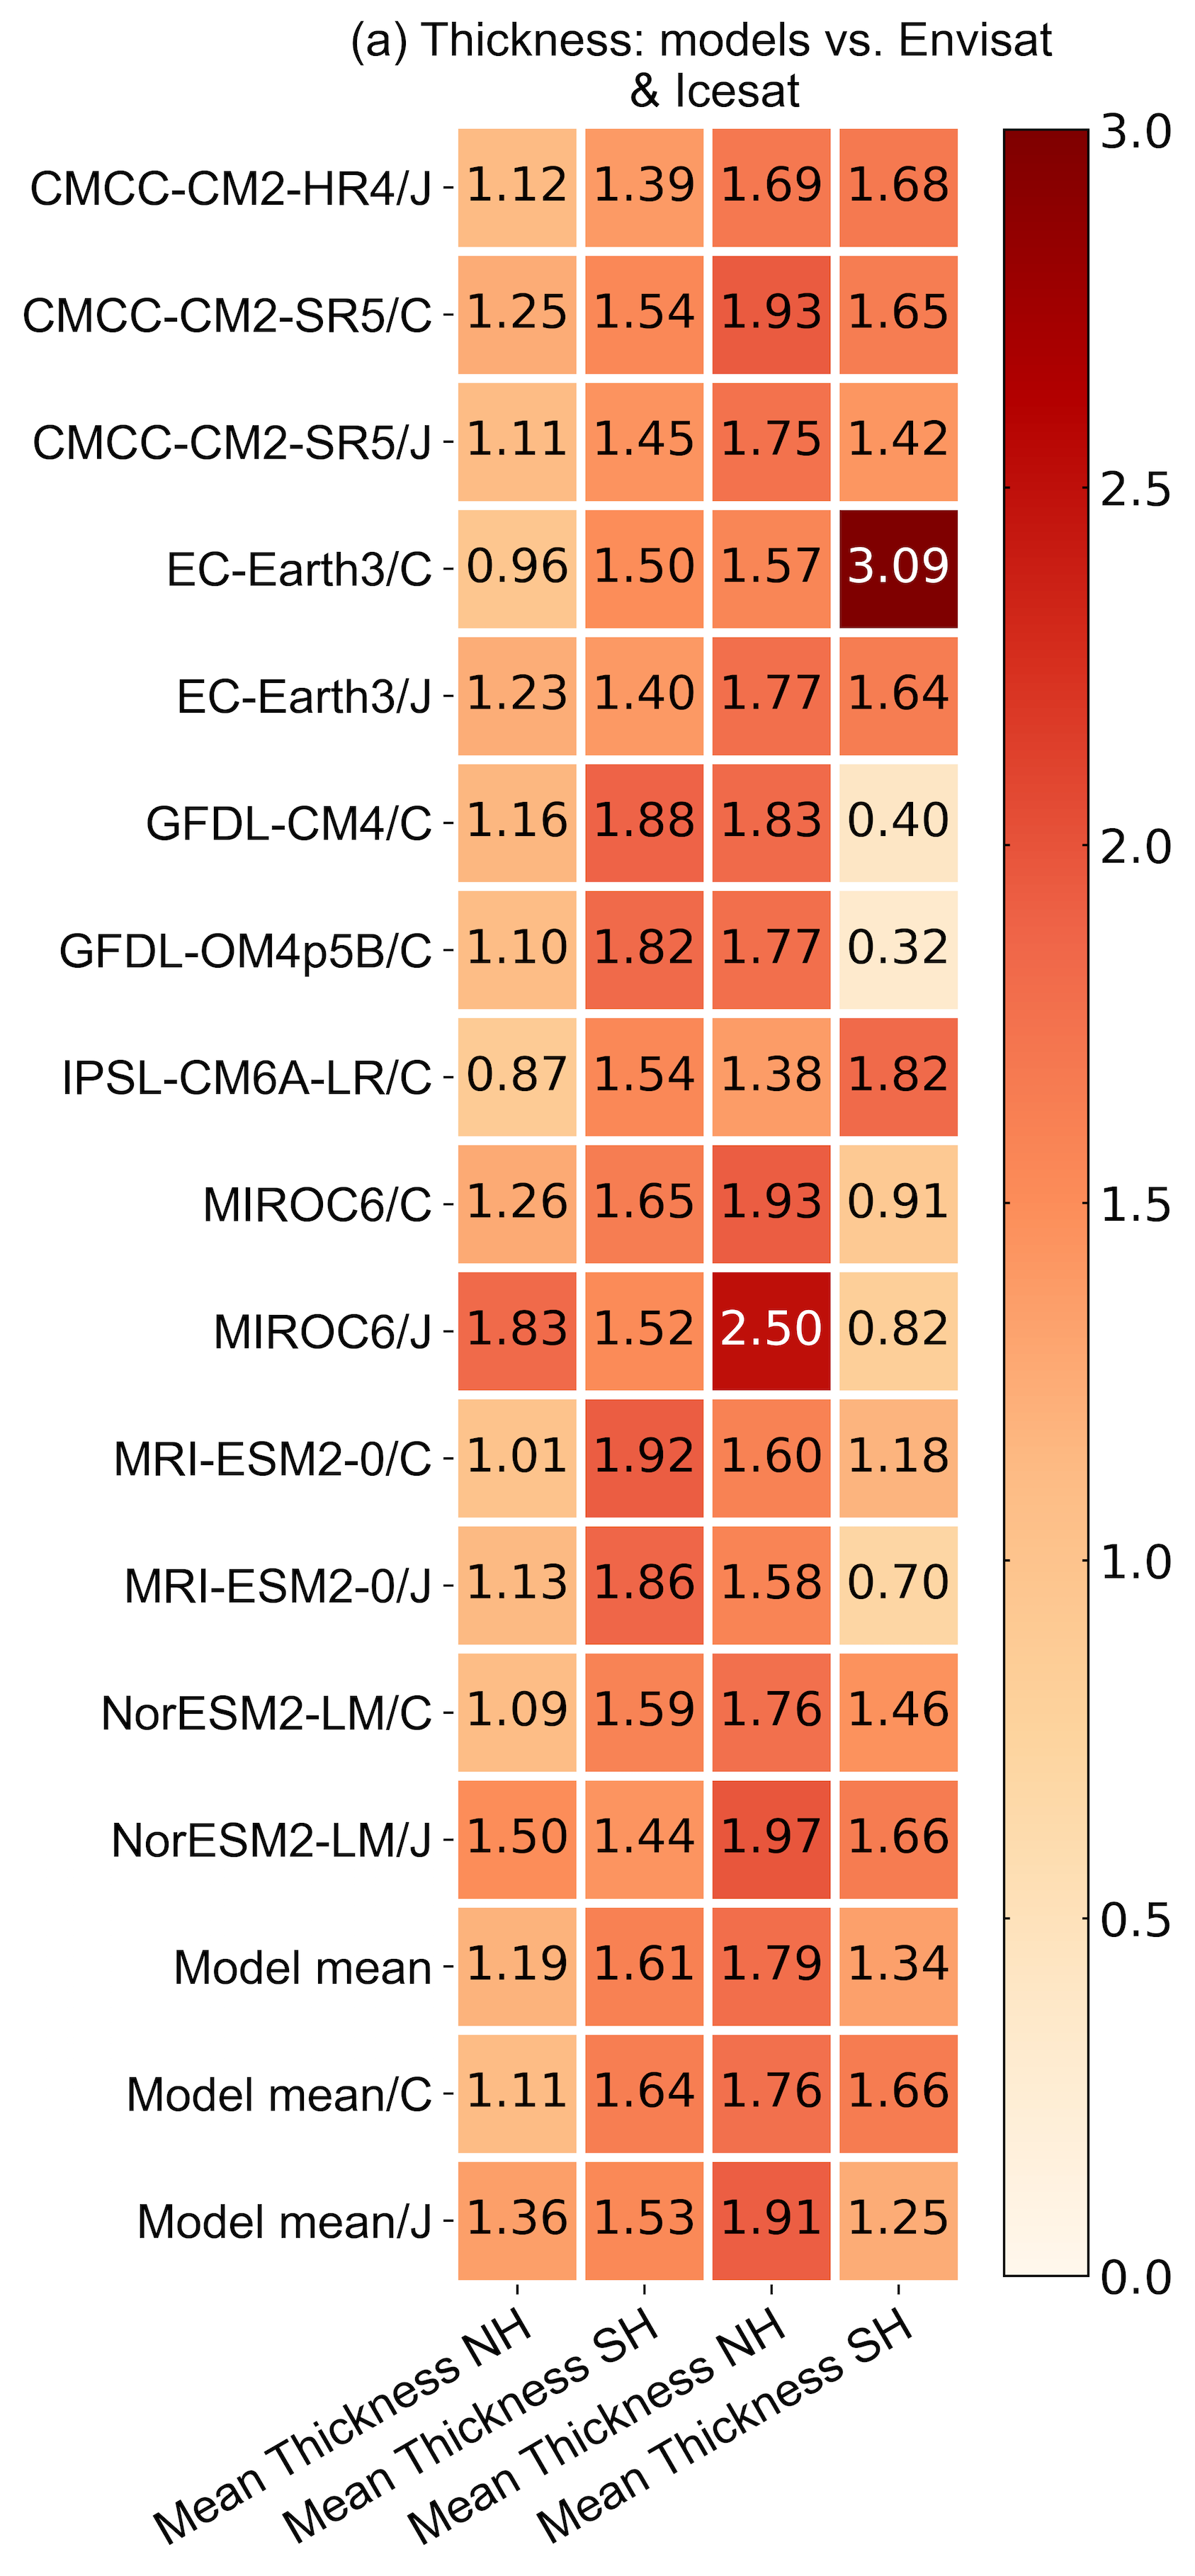 (a) Thickness: models vs. Envisat
& Icesat
CMCC-CM2-HR4/J 1.12 1.39 1.69 1.68
CMCC-CM2-SR5/C 1.25 1.54 1.93 1.65
CMCC-CM2-SR5/J 1.11 1.45 1.75 1.42
EC-Earth3/C 0.96 1.50 1.57 3.09
EC-Earth3/J 1.23 1.40 1.77 1.64
GFDL-CM4/C 1.16 1.88 1.83 0.40
GFDL-OM4p5B/C 1.10 1.82 1.77 0.32
IPSL-CM6A-LR/C 0.87 1.54 1.38 1.82
MIROC6/C 1.26 1.65 1.93 0.91
MIROC6/J 1.83 1.52 2.50 0.82
MRI-ESM2-0/C 1.01 1.92 1.60 1.18
MRI-ESM2-0/J 1.13 1.86 1.58 0.70
NorESM2-LM/C 1.09 1.59 1.76 1.46
NorESM2-LM/J 1.50 1.44 1.97 1.66
Model mean 1.19 1.61 1.79 1.34
Model mean/C 1.11 1.64 1.76 1.66
Model mean/J 1.36 1.53 1.91 1.25
Mean Thickness NH
Mean Thickness SH
Mean Thickness NH
Mean Thickness SH
3.0
2.5
2.0
1.5
1.0
0.5
0.0